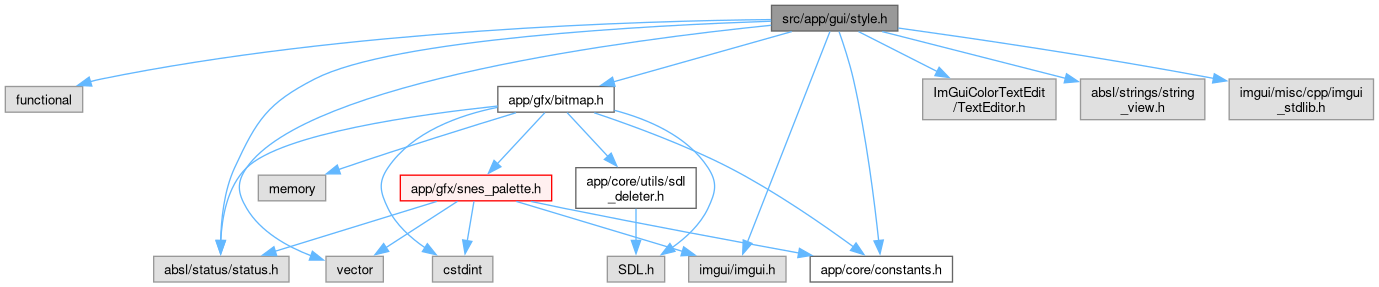 src/app/gui/style.h
functional
app/gfx/bitmap.h
ImGuiColorTextEdit
/TextEditor.h
absl/strings/string
_view.h
imgui/misc/cpp/imgui
_stdlib.h
memory
app/gfx/snes_palette.h
app/core/utils/sdl
_deleter.h
absl/status/status.h
vector
cstdint
SDL.h
imgui/imgui.h
app/core/constants.h